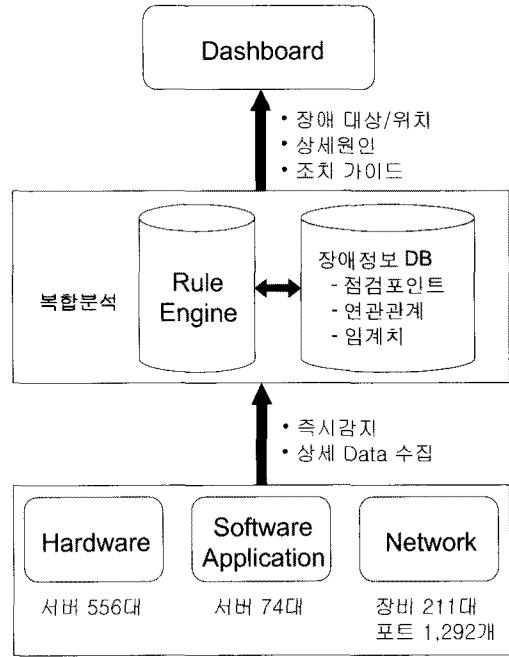 Dashboard
• 장애 대상/위치
• 상세원인
• 조치 가이드
복합분석
Rule
Engine
장애정보 DB
- 점검포인트
- 연관관계
- 임계치
• 즉시감지
• 상세 Data 수집
Hardware
서버 556대
Software
Application
서버 74대
Network
장비 211대
포트 1,292개